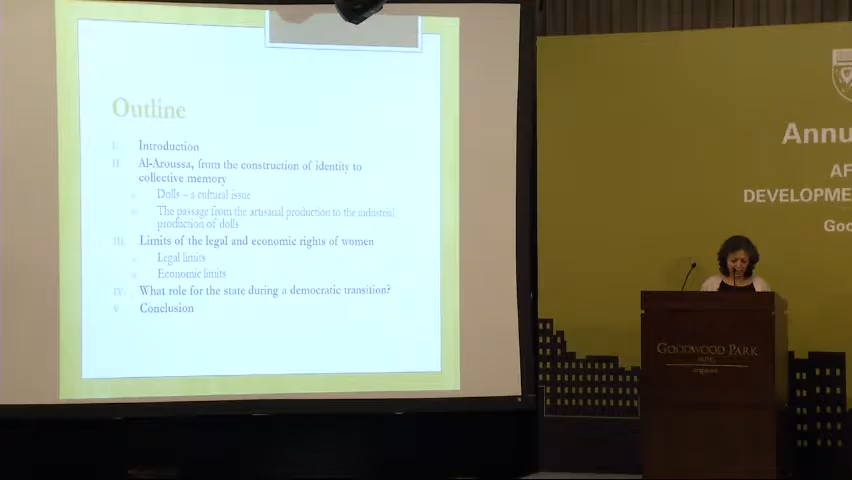 Outline
I. Introduction
II. Al-Aroussa, from the construction of identity to
collective memory
Dolls – a cultural issue
The passage from the artisanal production to the industrial
production of dolls
III. Limits of the legal and economic rights of women
Legal limits
Economic limits
IV. What role for the state during a democratic transition?
V. Conclusion
Annu
AF
DEVELOPME
Goo
GOODWOOD PARK
HOTEL